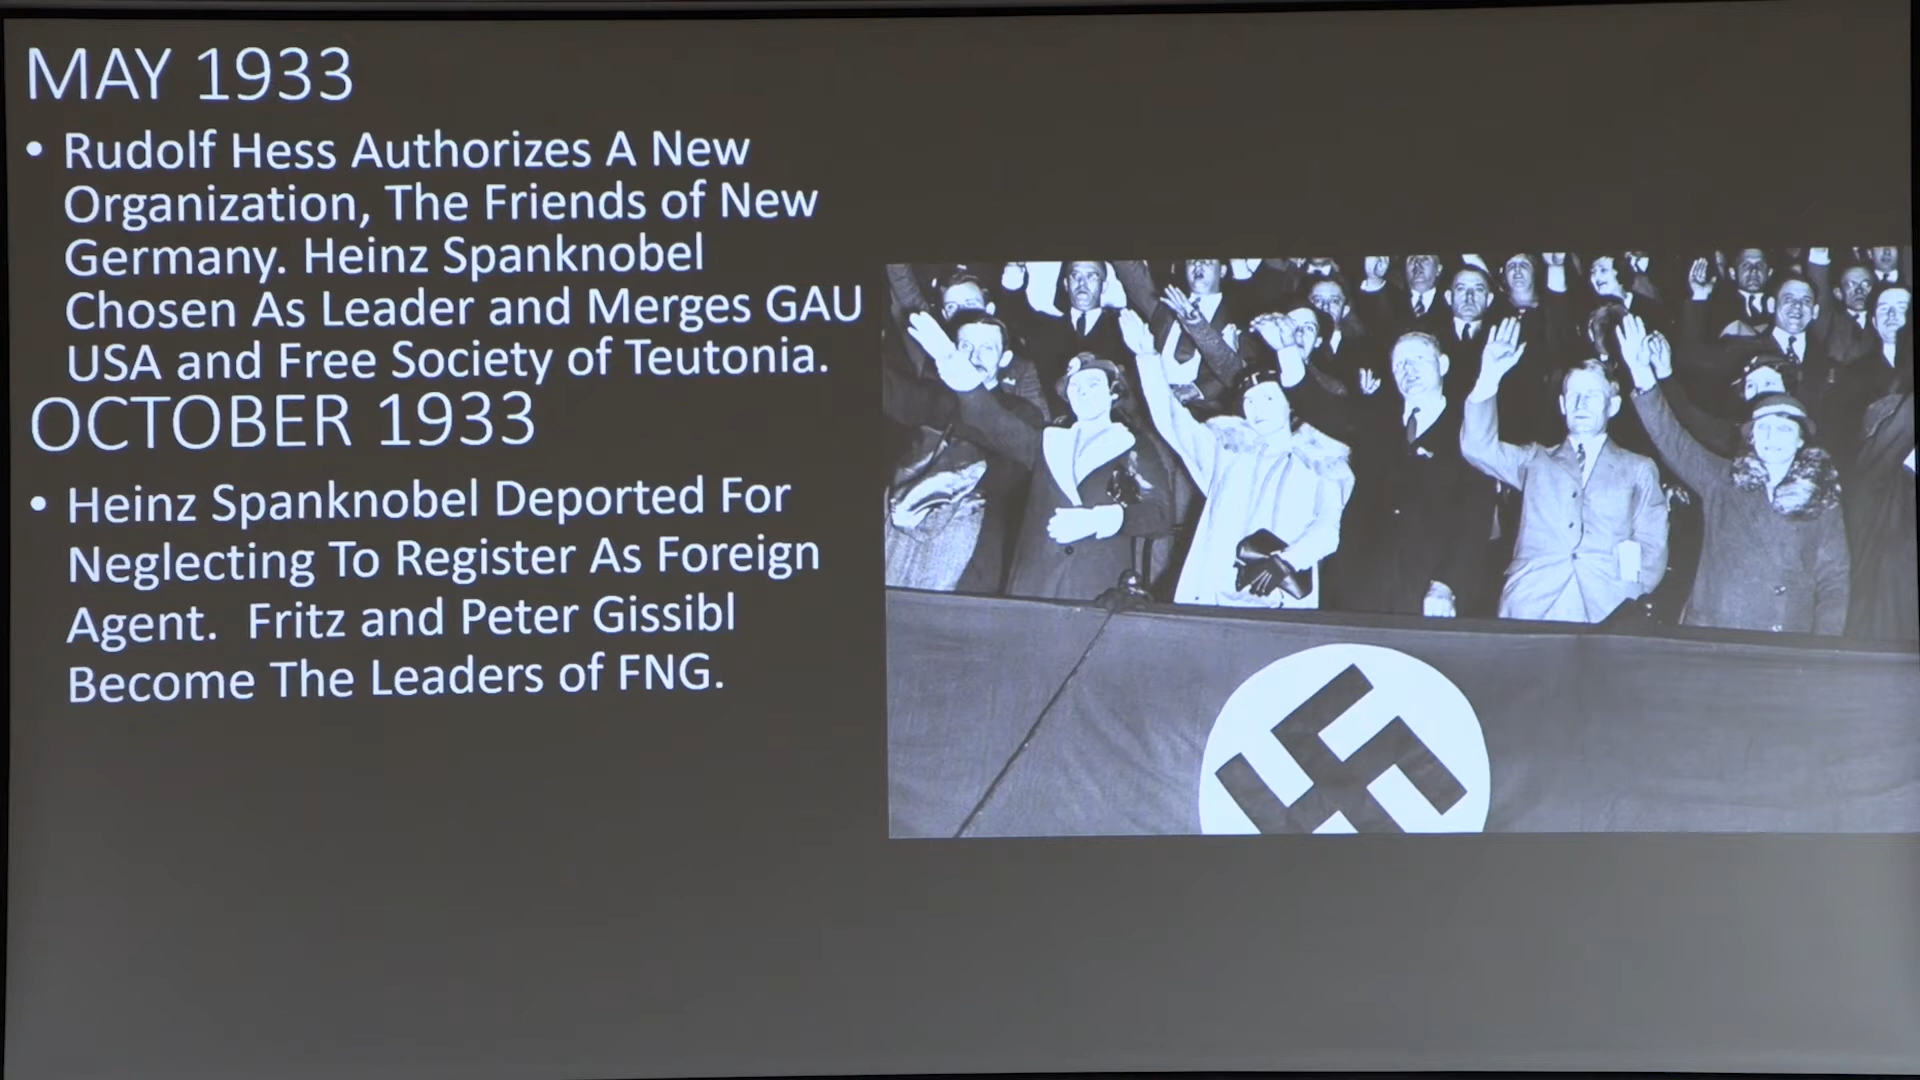 MAY 1933
• Rudolf Hess Authorizes A New
Organization, The Friends of New
Germany. Heinz Spanknobel
Chosen As Leader and Merges GAU
USA and Free Society of Teutonia.
OCTOBER 1933
• Heinz Spanknobel Deported For
Neglecting To Register As Foreign
Agent.  Fritz and Peter Gissibl
Become The Leaders of FNG.